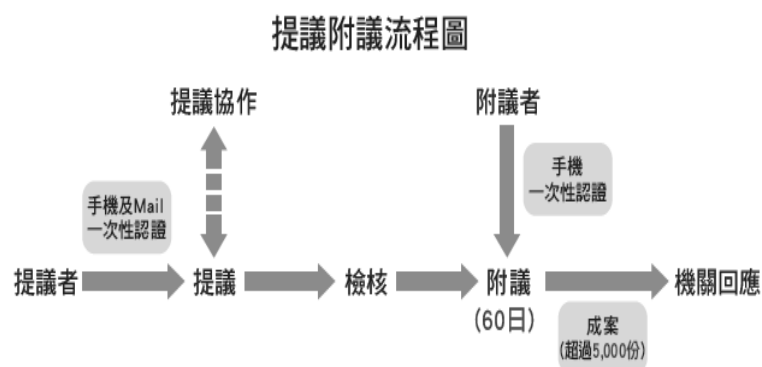 提議附議流程圖
提議協作
附議者
手機及Mail
一次性認證
手機
一次性認證
提議者
提議
檢核
附議
(60日)
機關回應
成案
(超過5,000份)